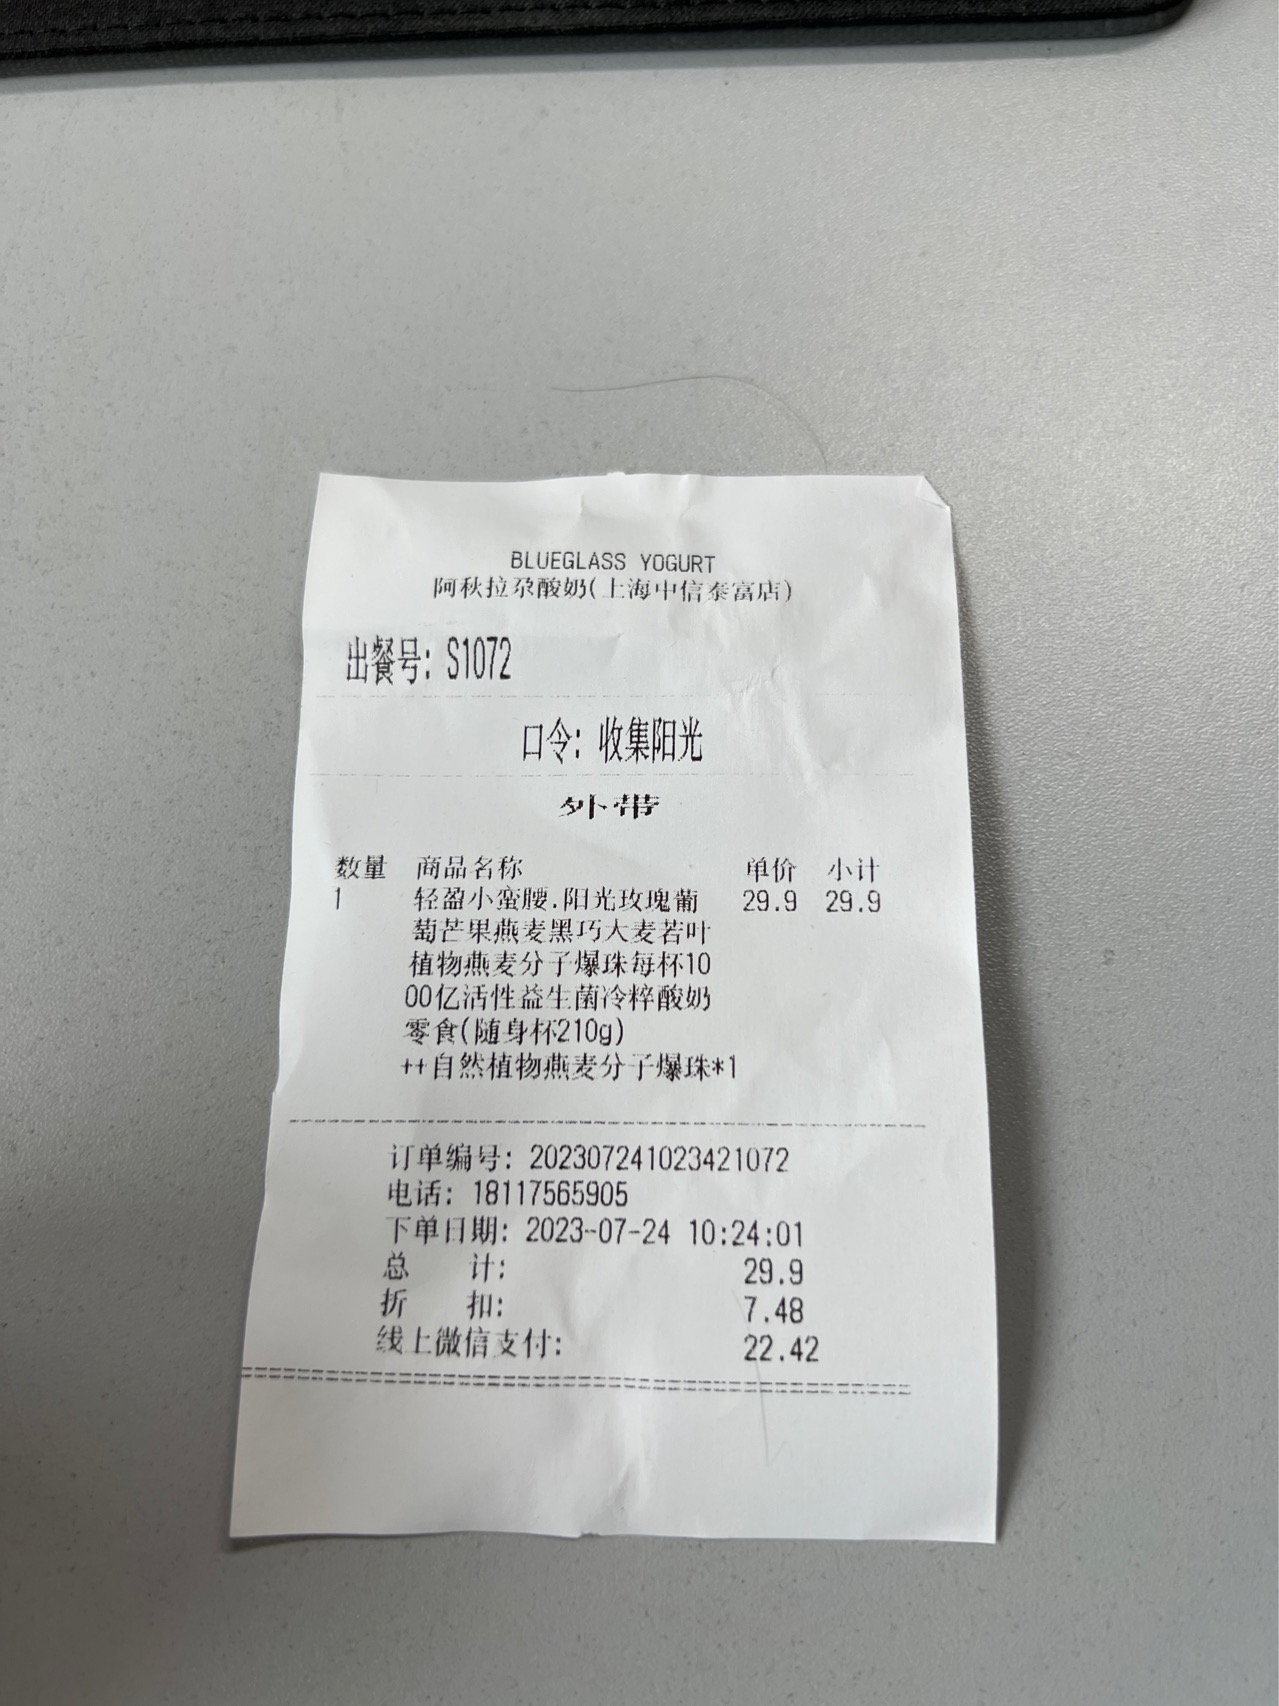 BLUEGLASS YOGURT
阿秋拉尕酸奶(上海中信泰富店)
出餐号: S1072
口令: 收集阳光
外带
数量 商品名称 单价 小计
1 轻盈小蛮腰.阳光玫瑰葡 29.9 29.9
萄芒果燕麦黑巧大麦若叶
植物燕麦分子爆珠每杯10
00亿活性益生菌冷粹酸奶
零食(随身杯210g)
++自然植物燕麦分子爆珠*1
订单编号: 202307241023421072
电话: 18117565905
下单日期: 2023-07-24 10:24:01
总 计: 29.9
折 扣: 7.48
线上微信支付: 22.42